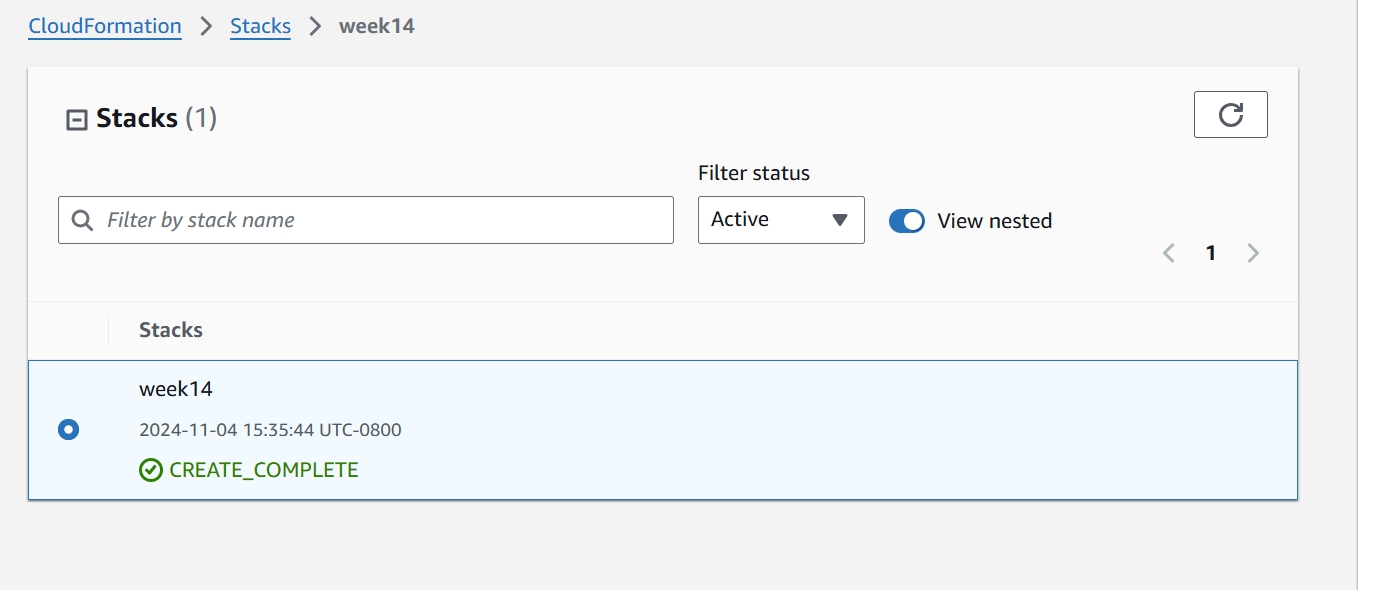 CloudFormation > Stacks > week14
Stacks (1)
Filter status
Filter by stack name
Active
View nested
1
Stacks
week14
2024-11-04 15:35:44 UTC-0800
CREATE_COMPLETE